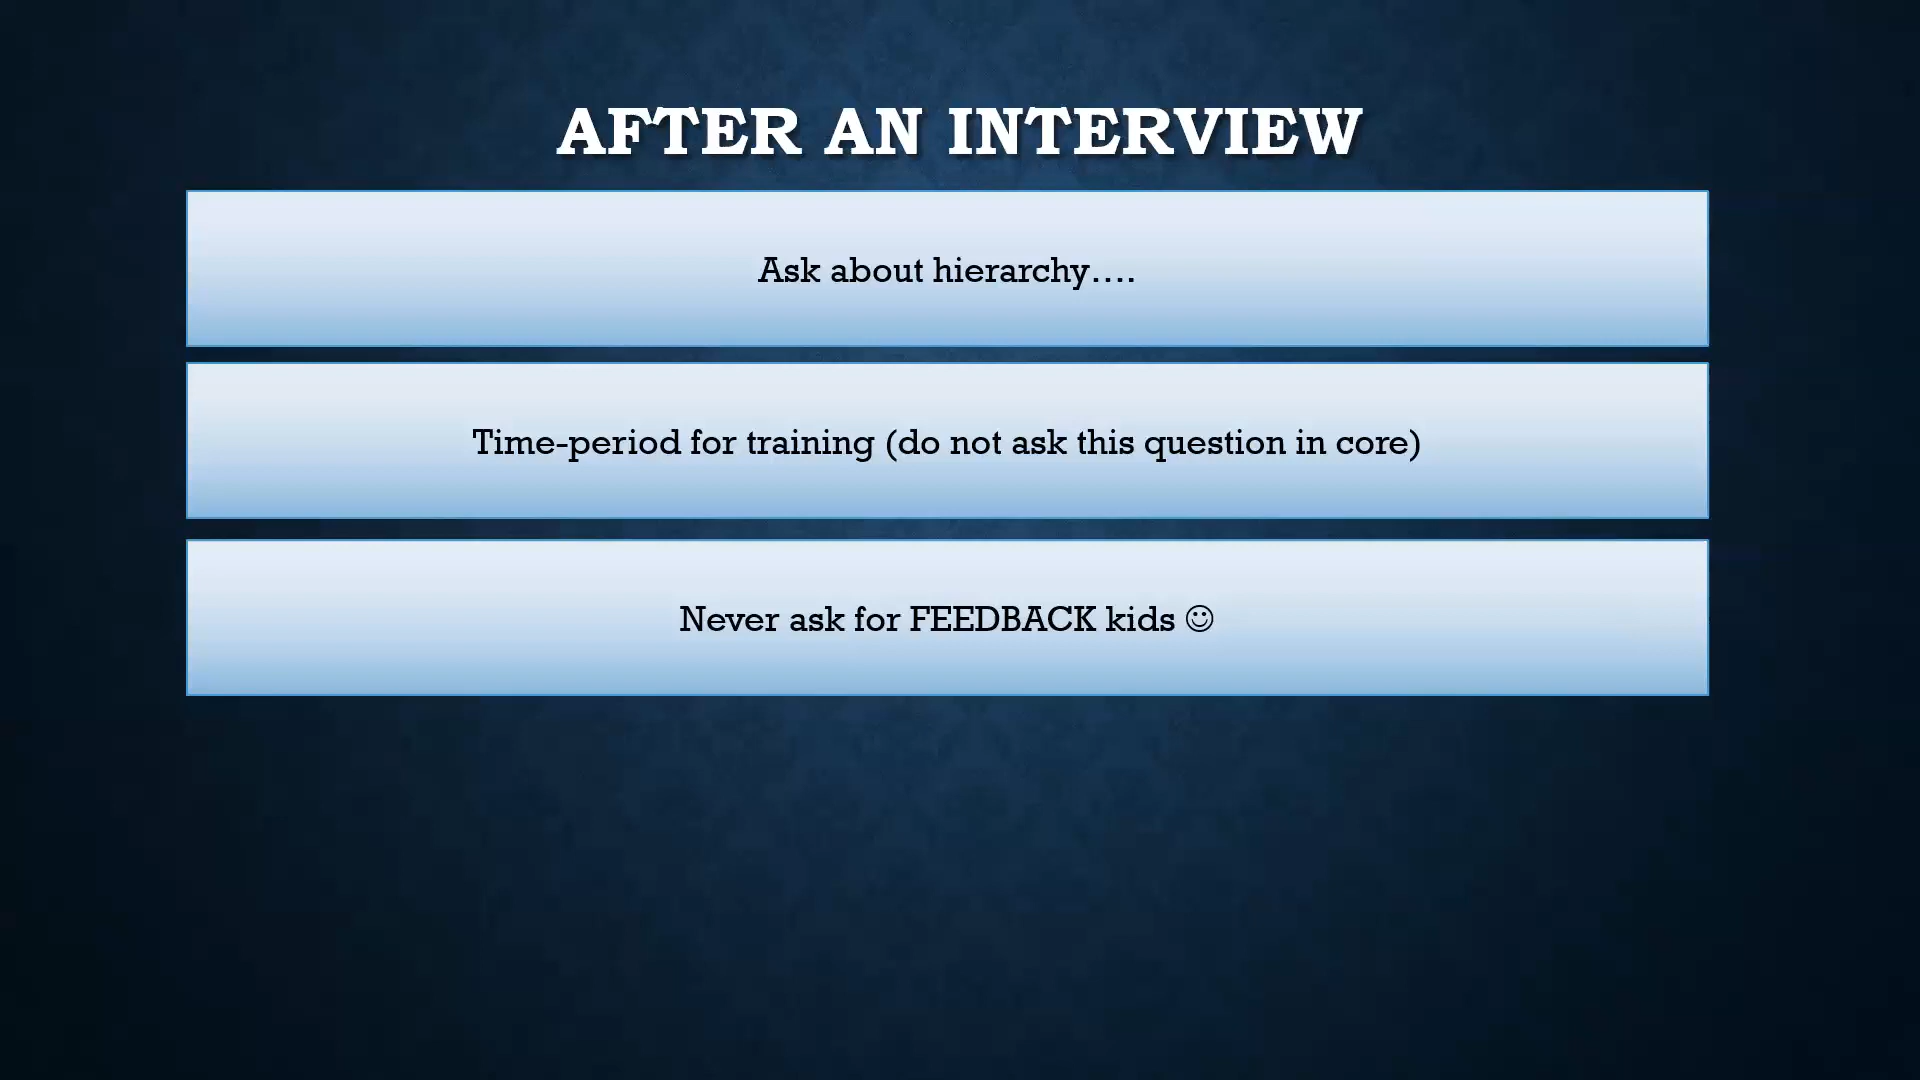 AFTER AN INTERVIEW
Ask about hierarchy....
Time-period for training (do not ask this question in core)
Never ask for FEEDBACK kids ☺